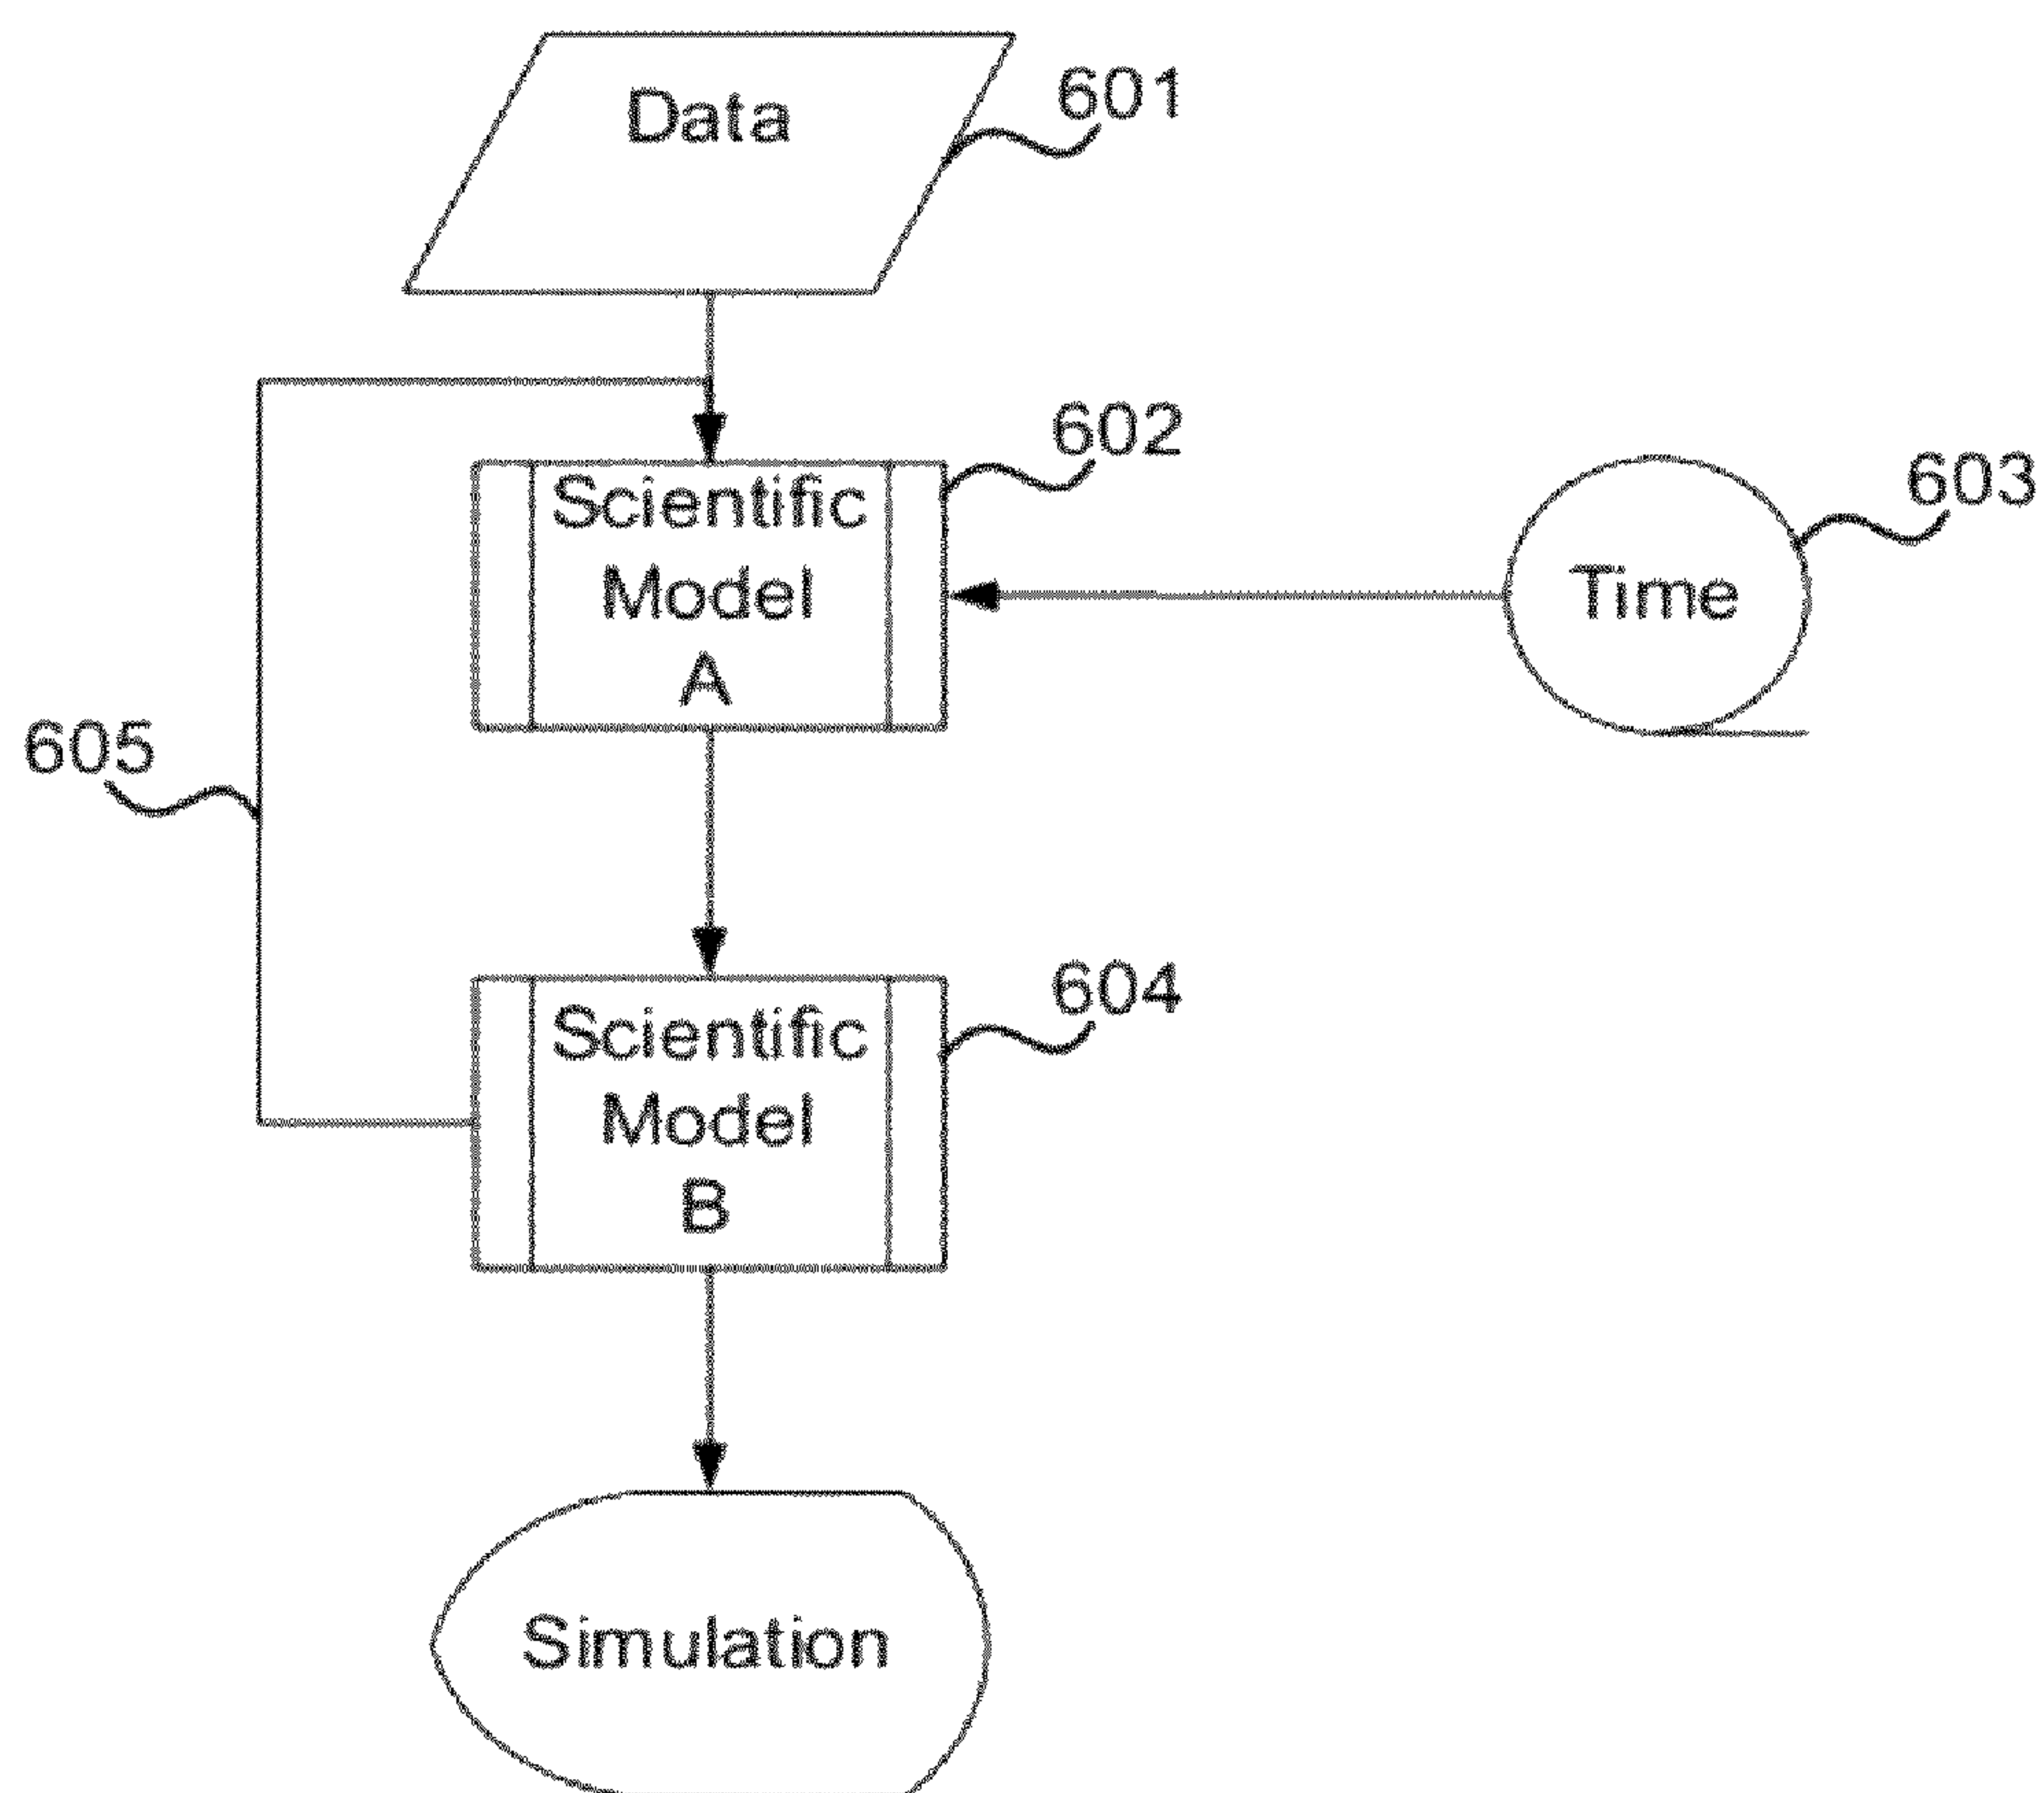 Data
601
602
Scientific
Model
A
603
Time
605
604
Scientific
Model
B
Simulation